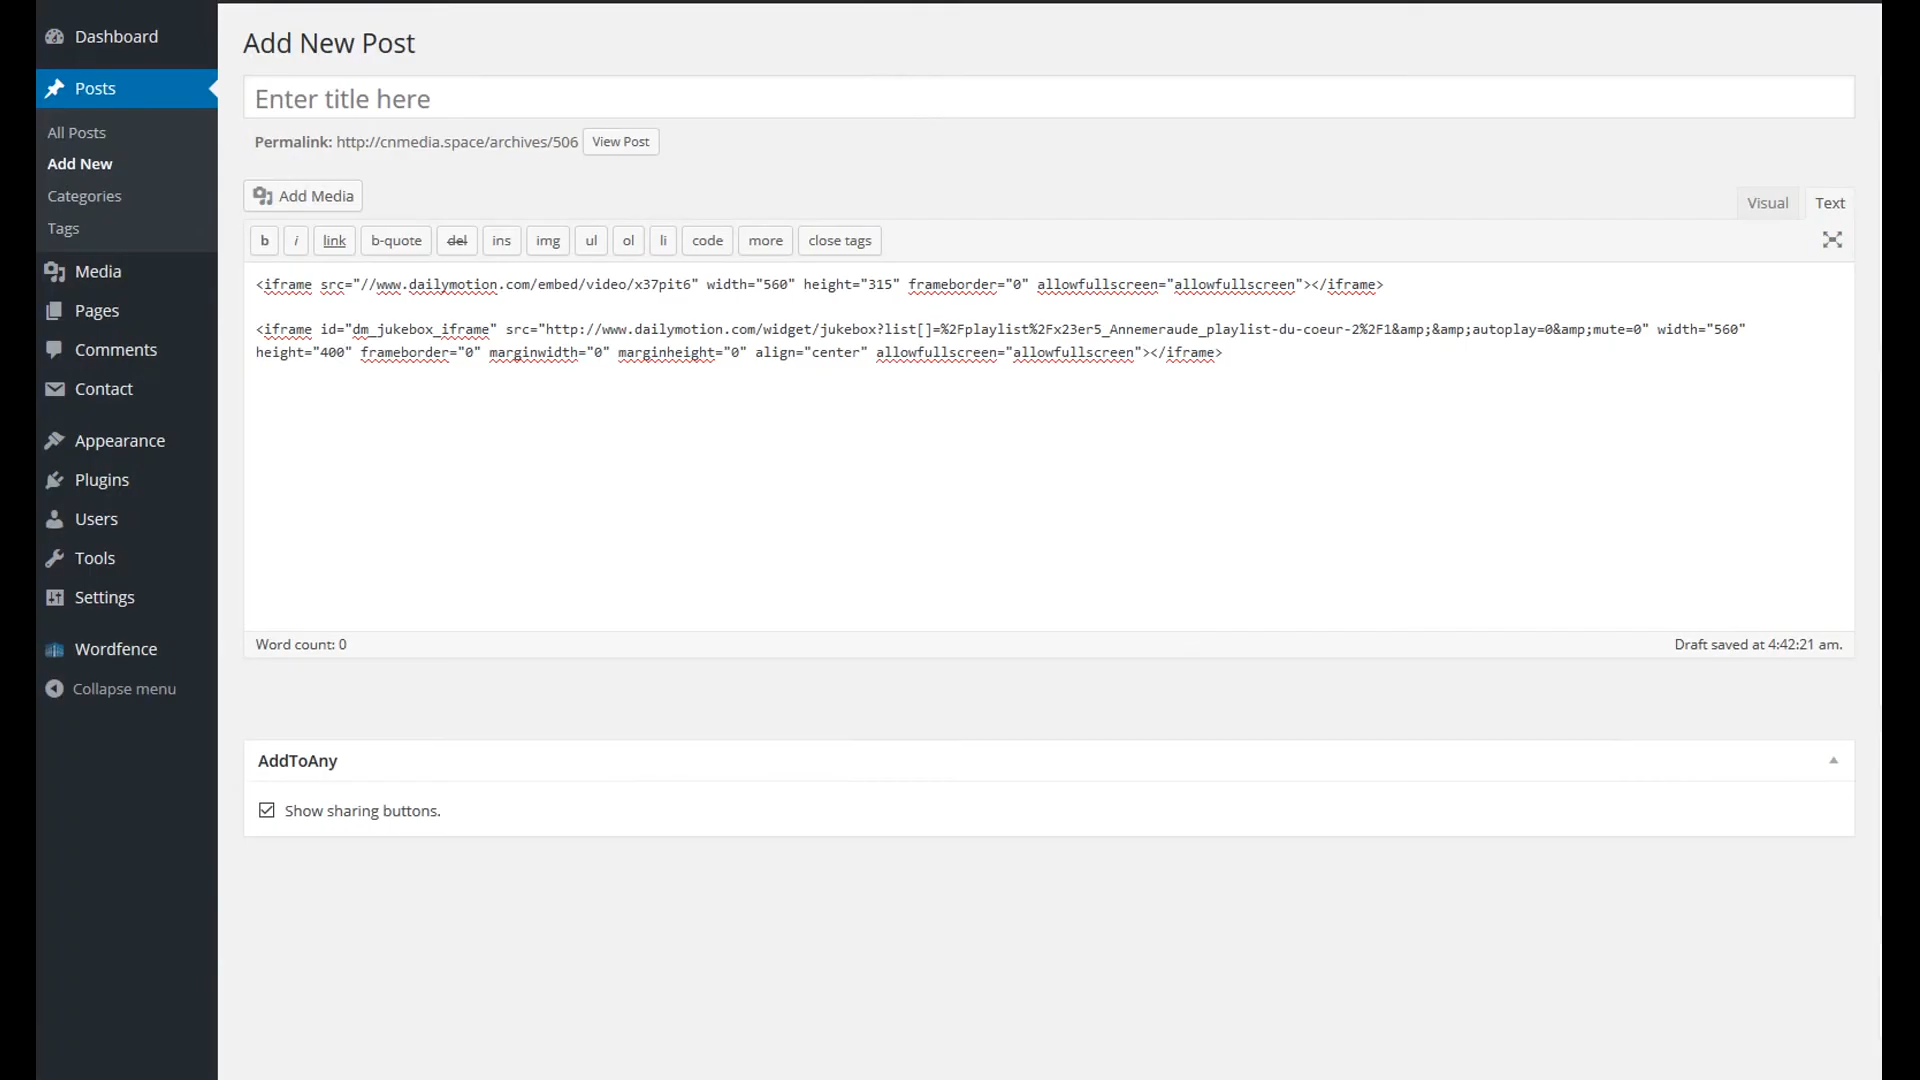 Dashboard
Posts
All Posts
Add New
Categories
Tags
Media
Pages
Comments
Contact
Appearance
Plugins
Users
Tools
Settings
Wordfence
Collapse menu
Add New Post
Enter title here
Permalink: http://cnmedia.space/archives/506 View Post
Add Media
Visual Text
b i link b-quote del ins img ul ol li code more close tags
<iframe src="//www.dailymotion.com/embed/video/x37pit6" width="560" height="315" frameborder="0" allowfullscreen="allowfullscreen"></iframe>
<iframe id="dm_jukebox_iframe" src="http://www.dailymotion.com/widget/jukebox?list[]=%2Fplaylist%2Fx23er5_Annemeraude_playlist-du-coeur-2%2F1&amp;&amp;autoplay=0&amp;mute=0" width="560"
height="400" frameborder="0" marginwidth="0" marginheight="0" align="center" allowfullscreen="allowfullscreen"></iframe>
Word count: 0
Draft saved at 4:42:21 am.
AddToAny
Show sharing buttons.